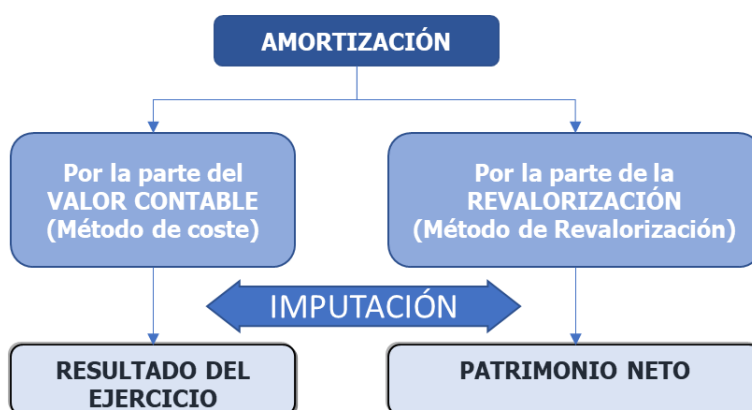 AMORTIZACIÓN
Por la parte del
VALOR CONTABLE
(Método de coste)
Por la parte de la
REVALORIZACIÓN
(Método de Revalorización)
IMPUTACIÓN
RESULTADO DEL
EJERCICIO
PATRIMONIO NETO